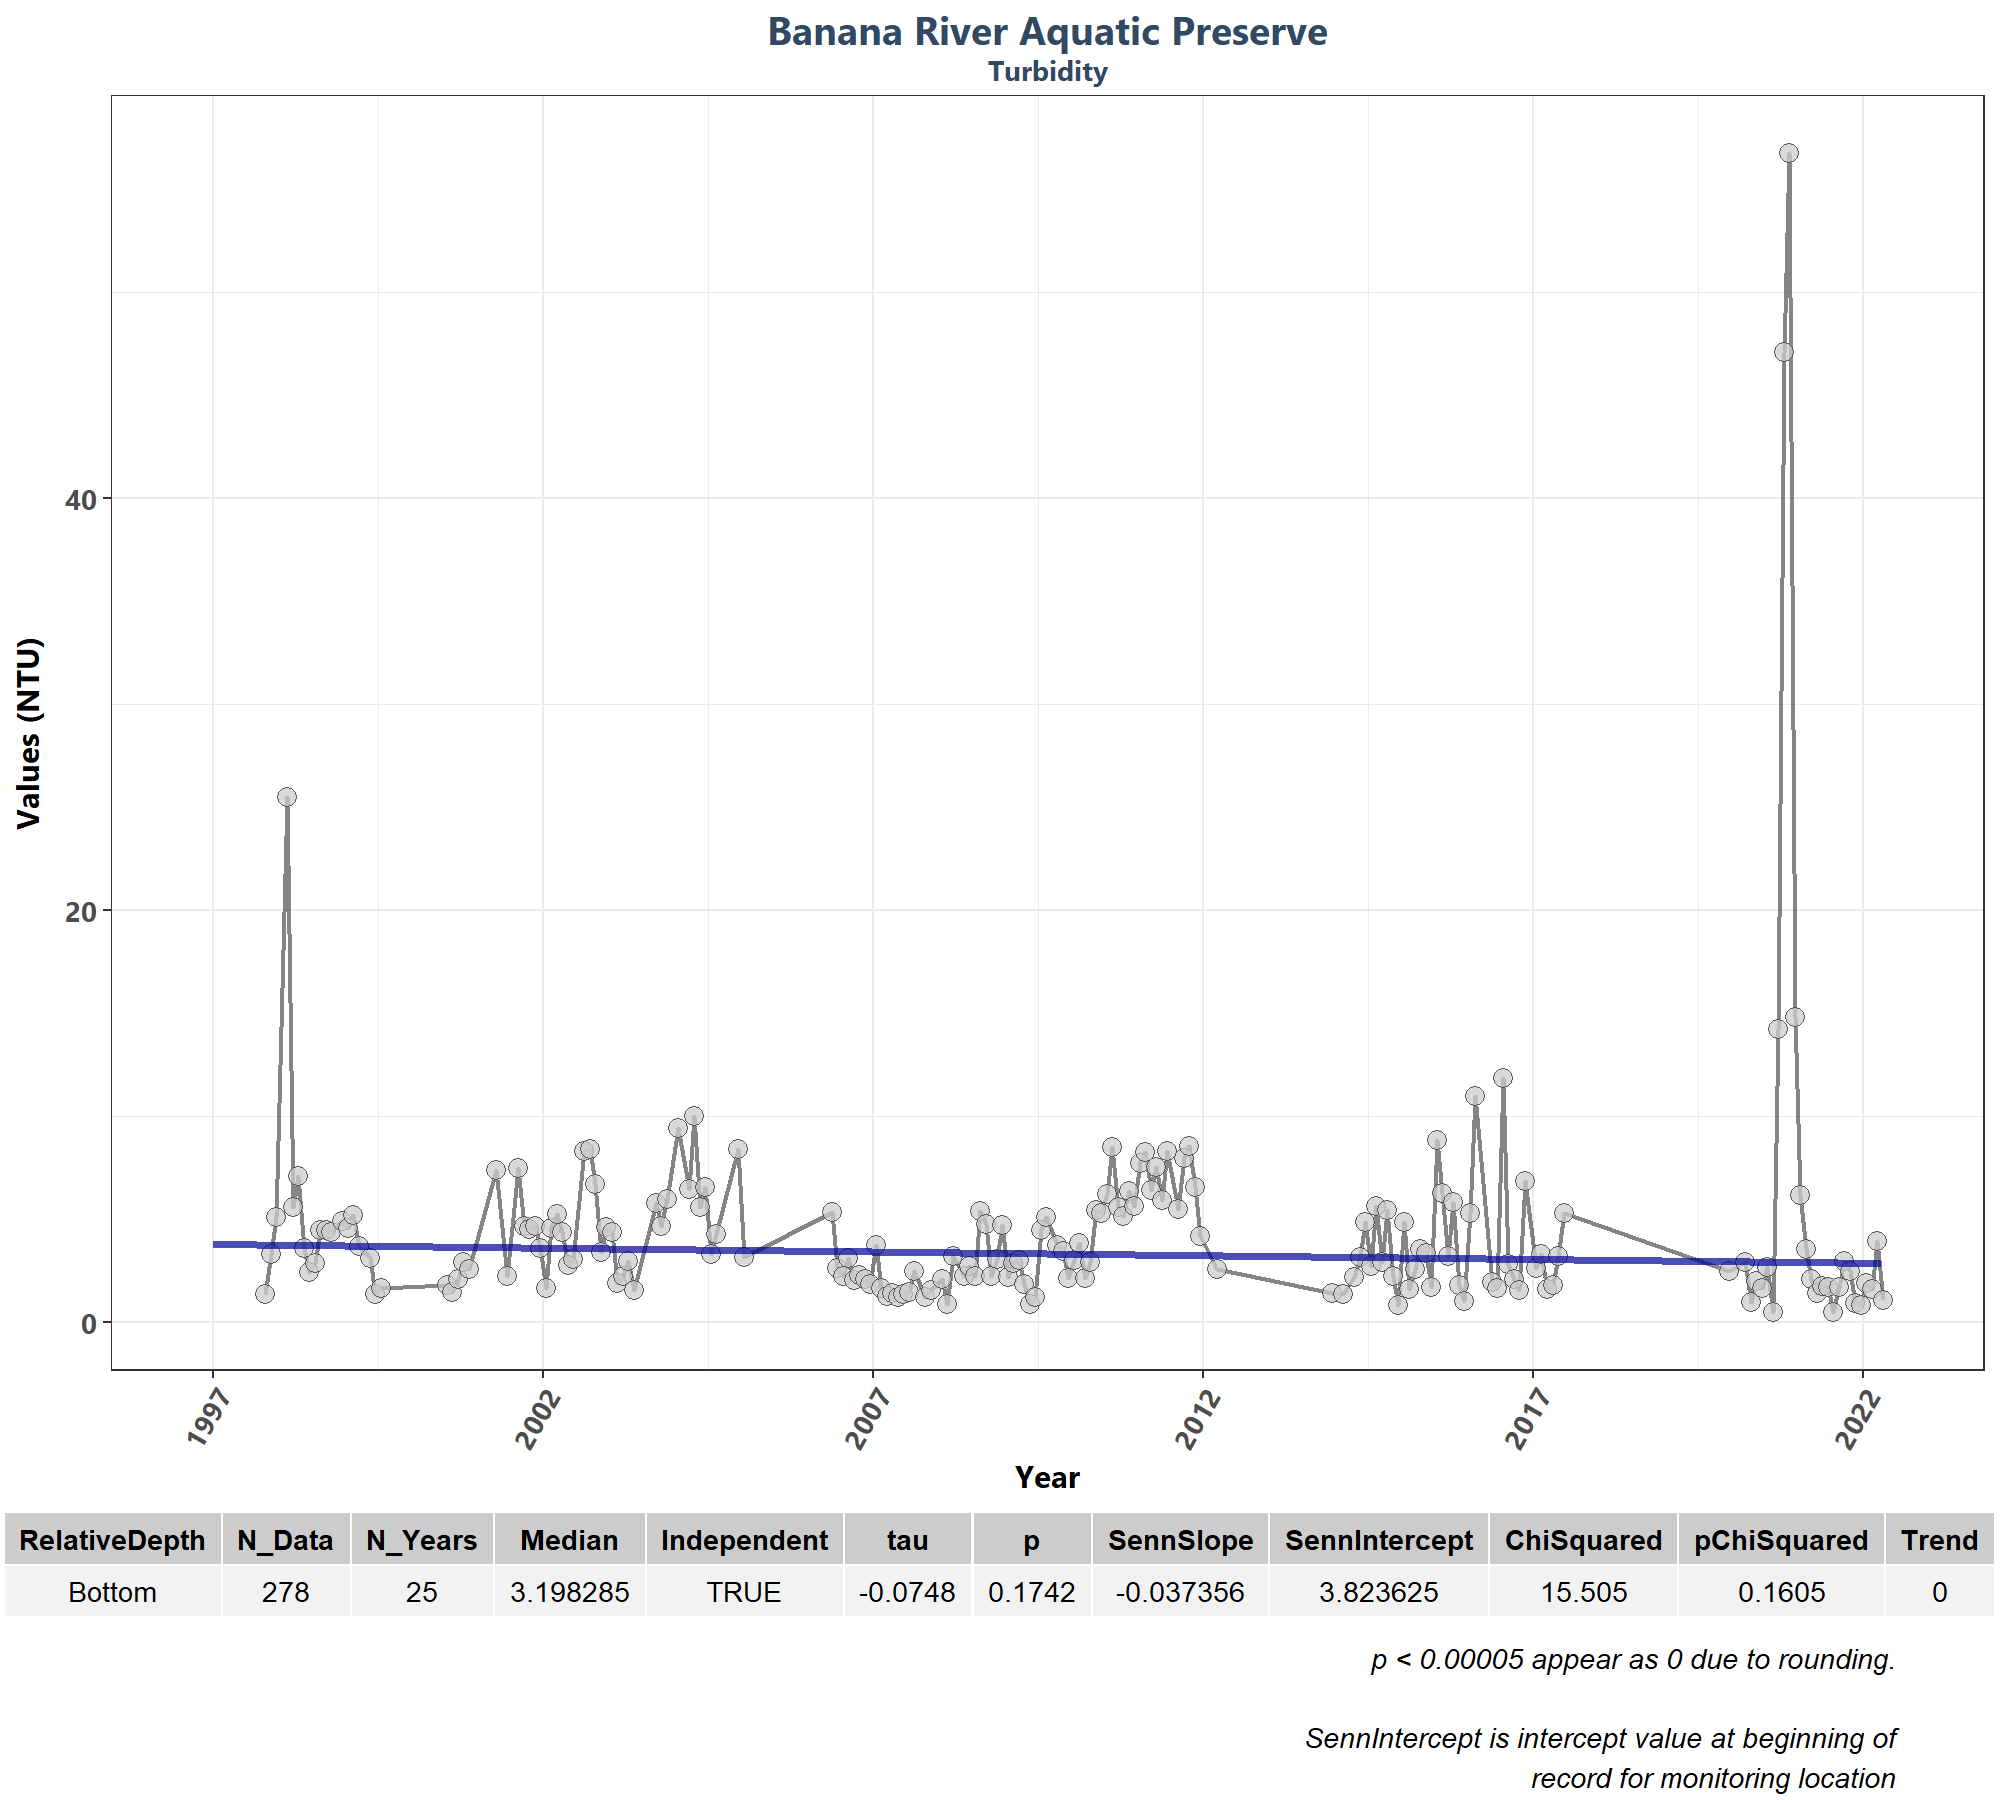 Banana River Aquatic Preserve
Turbidity
Values (NTU)
40
20
0
1997 2002 2007 2012 2017 2022
Year
RelativeDepth N_Data N_Years Median Independent tau p SennSlope SennIntercept ChiSquared pChiSquared Trend
Bottom 278 25 3.198285 TRUE -0.0748 0.1742 -0.037356 3.823625 15.505 0.1605 0
p < 0.00005 appear as 0 due to rounding.
SennIntercept is intercept value at beginning of
record for monitoring location